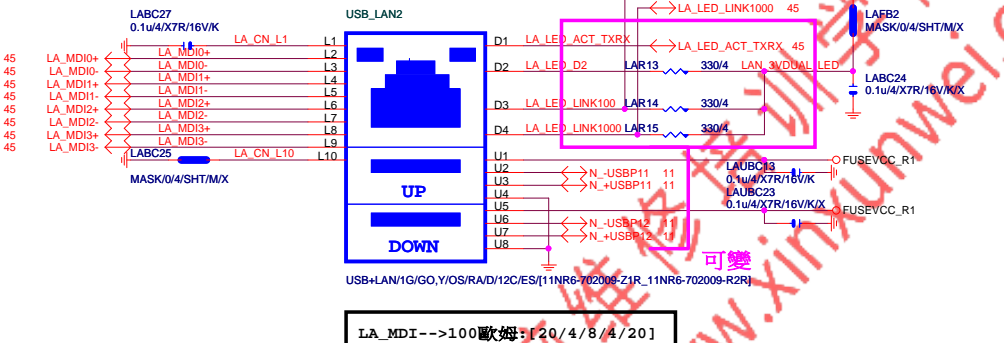 LA_LED_LINK1000 45
LABC27
0.1u/4/X7R/16V/K
USB_LAN2
LAFB2
MASK/0/4/SHT/M/X
LA_CN_L1 L1
D1 LA_LED_ACT_TXRX
LA_LED_ACT_TXRX 45
45 LA_MDI0+ LA_MDI0+ L2
45 LA_MDI0- LA_MDI0- L3
D2 LA_LED_D2 LAR13 330/4 LAN_3VDUAL_LED
45 LA_MDI1+ LA_MDI1+ L4
45 LA_MDI1- LA_MDI1- L5
LABC24
0.1u/4/X7R/16V/K/X
45 LA_MDI2+ LA_MDI2+ L6
D3 LA_LED_LINK100 LAR14 330/4
45 LA_MDI2- LA_MDI2- L7
45 LA_MDI3+ LA_MDI3+ L8
D4 LA_LED_LINK1000 LAR15 330/4
45 LA_MDI3- LA_MDI3- L9
LABC25 LA_CN_L10 L10
MASK/0/4/SHT/M/X
U1 FUSEVCC_R1
LAUBC13
0.1u/4/X7R/16V/K
U2 N_-USBP11 11
U3 N_+USBP11 11
UP
U4
LAUBC23
0.1u/4/X7R/16V/K/X
U5 FUSEVCC_R1
U6 N_-USBP12 11
U7 N_+USBP12 11
DOWN
U8
可變
USB+LAN/1G/GO,Y/OS/RA/D/12C/ES/[11NR6-702009-Z1R_11NR6-702009-R2R]
LA_MDI-->100歐姆:[20/4/8/4/20]
维修培训学
www.xinxunwei.c